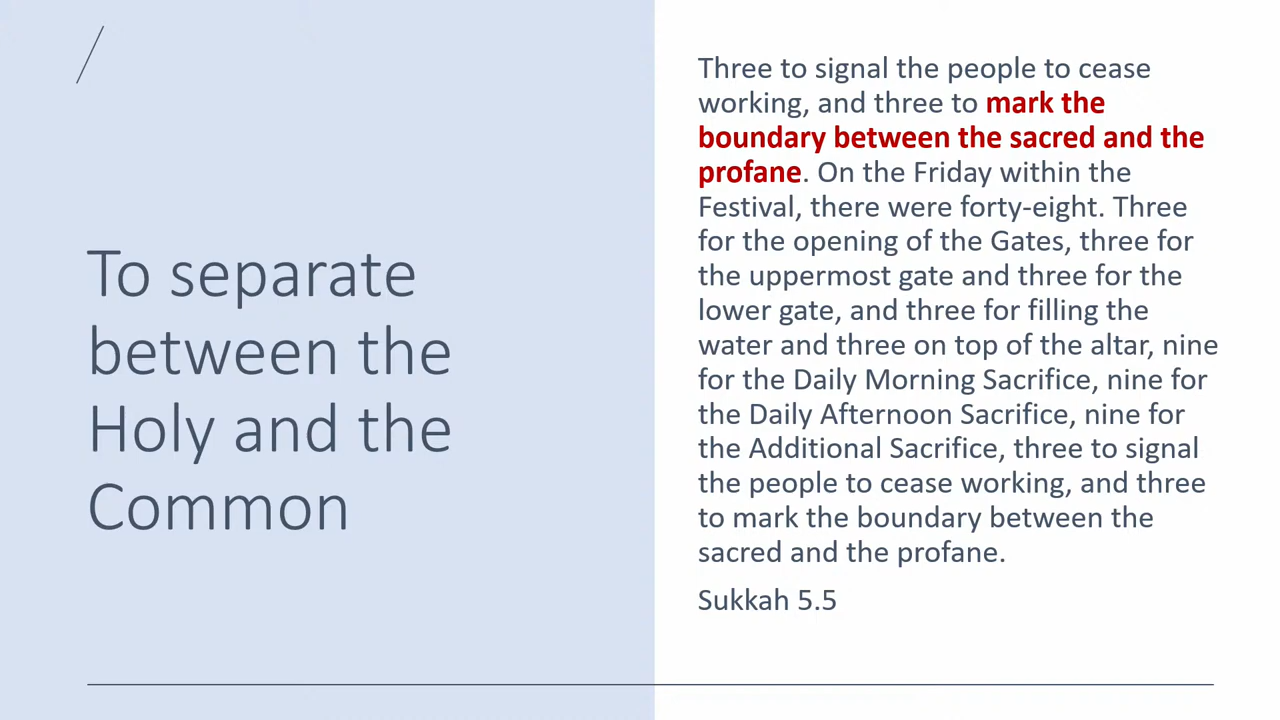 To separate
between the
Holy and the
Common
Three to signal the people to cease
working, and three to mark the
boundary between the sacred and the
profane. On the Friday within the
Festival, there were forty-eight. Three
for the opening of the Gates, three for
the uppermost gate and three for the
lower gate, and three for filling the
water and three on top of the altar, nine
for the Daily Morning Sacrifice, nine for
the Daily Afternoon Sacrifice, nine for
the Additional Sacrifice, three to signal
the people to cease working, and three
to mark the boundary between the
sacred and the profane.
Sukkah 5.5